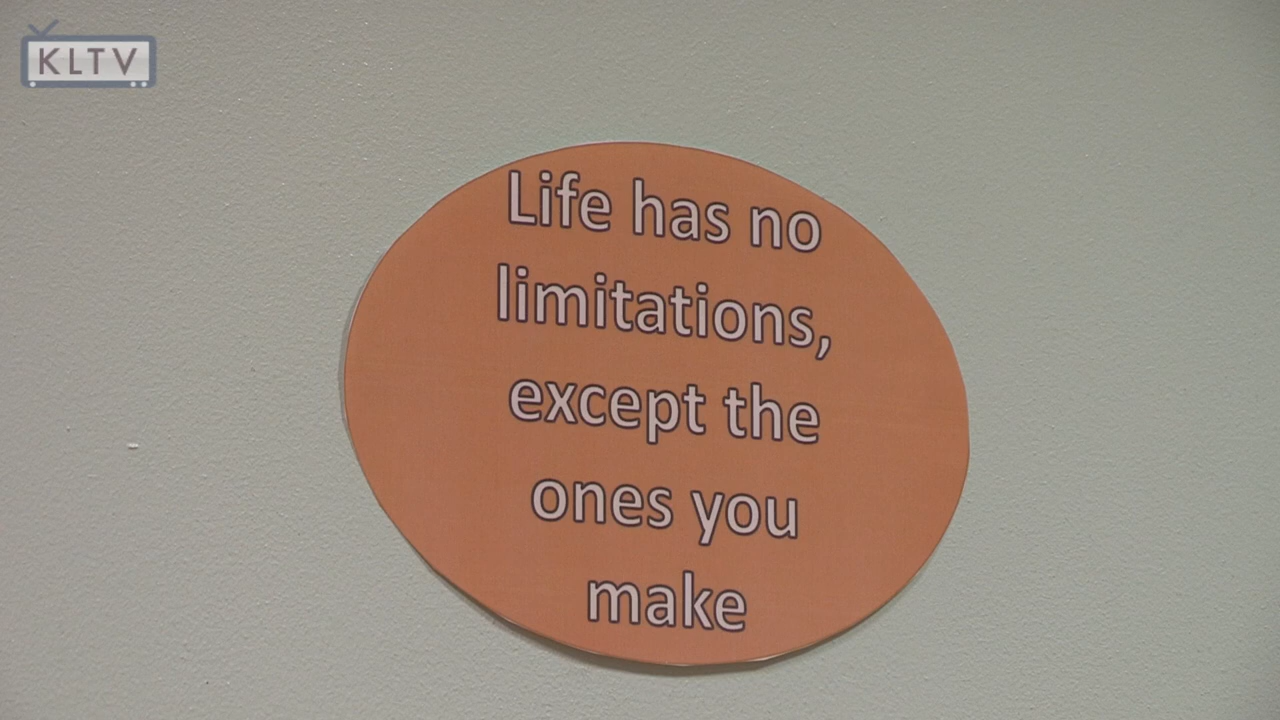 KLTV
Life has no
limitations,
except the
ones you
make